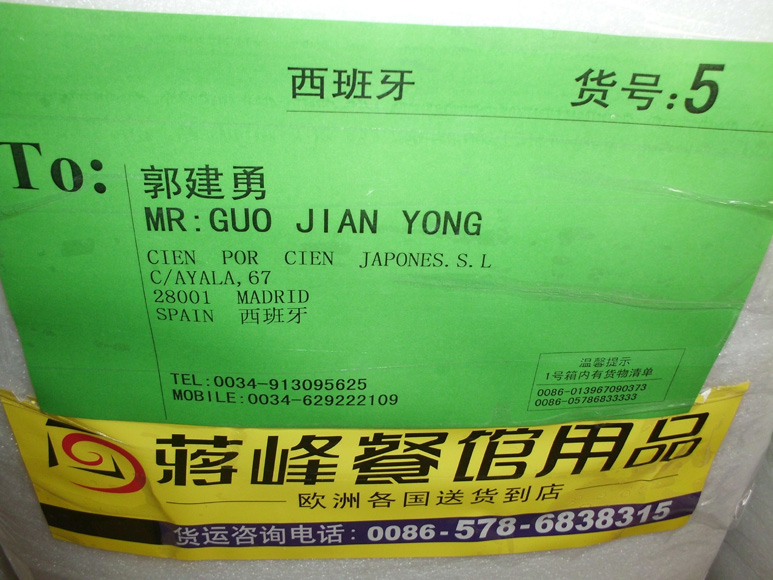 西班牙
货号:5
To:
郭建勇
MR:GUO JIAN YONG
CIEN POR CIEN JAPONES.S.L
C/AYALA,67
28001 MADRID
SPAIN 西班牙
TEL:0034-913095625
MOBILE:0034-629222109
温馨提示
1号箱内有货物清单
0086-013967090373
0086-05786833333
蒋峰餐馆用品
欧洲各国送货到店
货运咨询电话: 0086-578-6838315